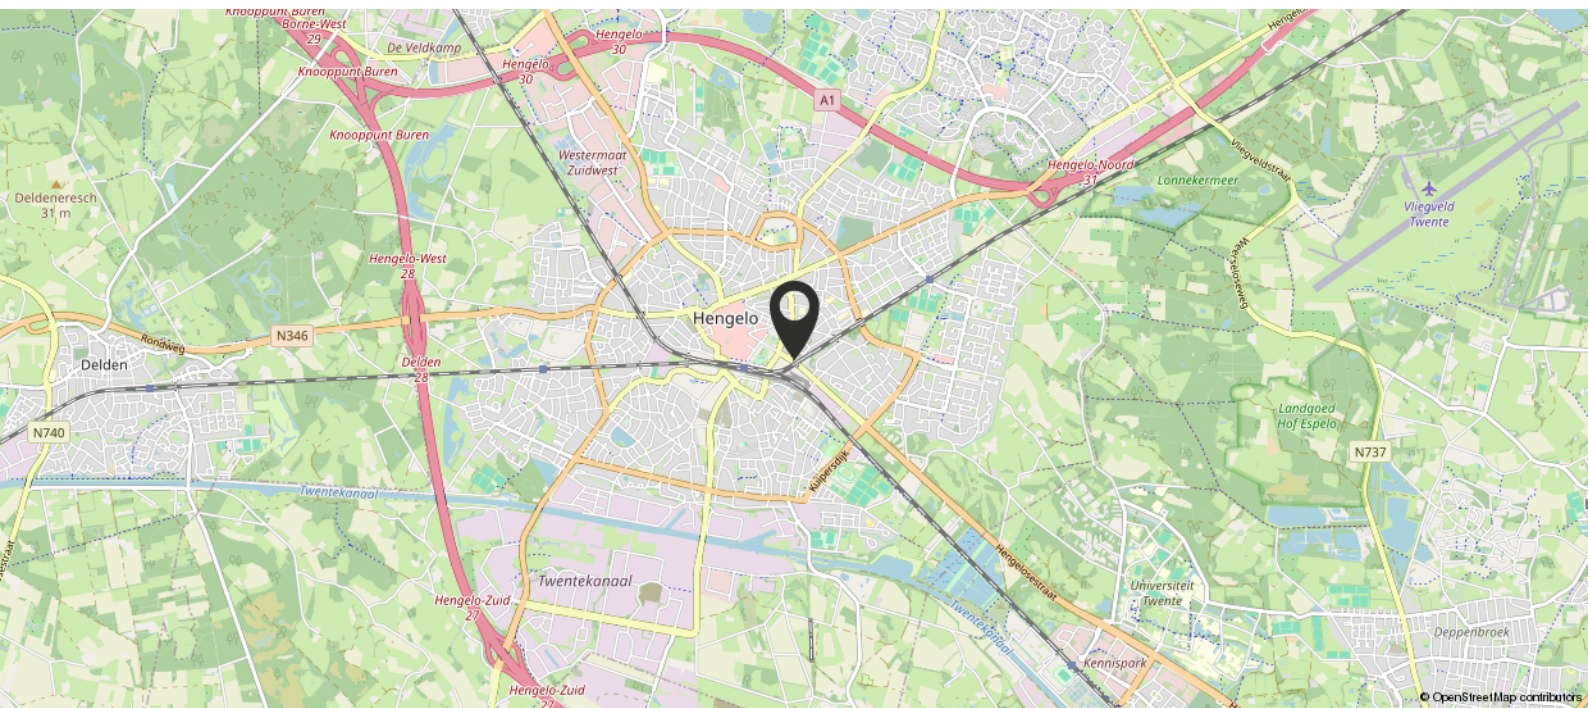 Knooppunt Buren
Borne-West
29
De Veldkamp
Hengelo
30
Hengelo
30
Knooppunt Buren
Knooppunt Buren
A1
Westermaat
Zuidwest
Hengelo-Noord
31
Vliegveldstraat
Lonnekermeer
Vliegveld
Twente
Deldeneresch
31 m
Hengelo-West
28
Weerseloseweg
Hengelo
N346
Rondweg
Delden
Delden
28
Landgoed
Hof Espelo
N740
N737
Kuipersdijk
Twentekanaal
Hengelosestraat
Twentekanaal
Universiteit
Twente
Hengelo-Zuid
27
Twentekanaal
Deppenbroek
Kennispark
Hengelo-Zuid
27
© OpenStreetMap contributors